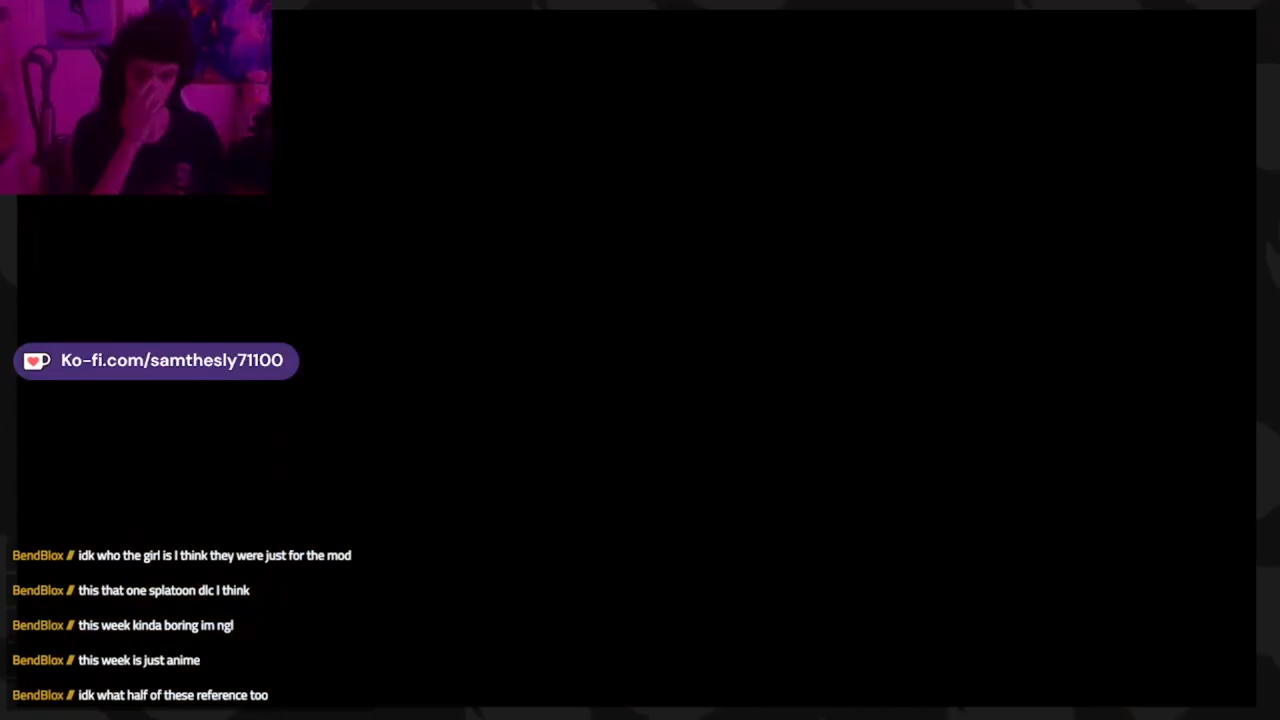 Ko-fi.com/samthesly71100
BendBlox // idk who the girl is I think they were just for the mod
BendBlox // this that one splatoon dlc I think
BendBlox // this week kinda boring im ngl
BendBlox // this week is just anime
BendBlox // idk what half of these reference too